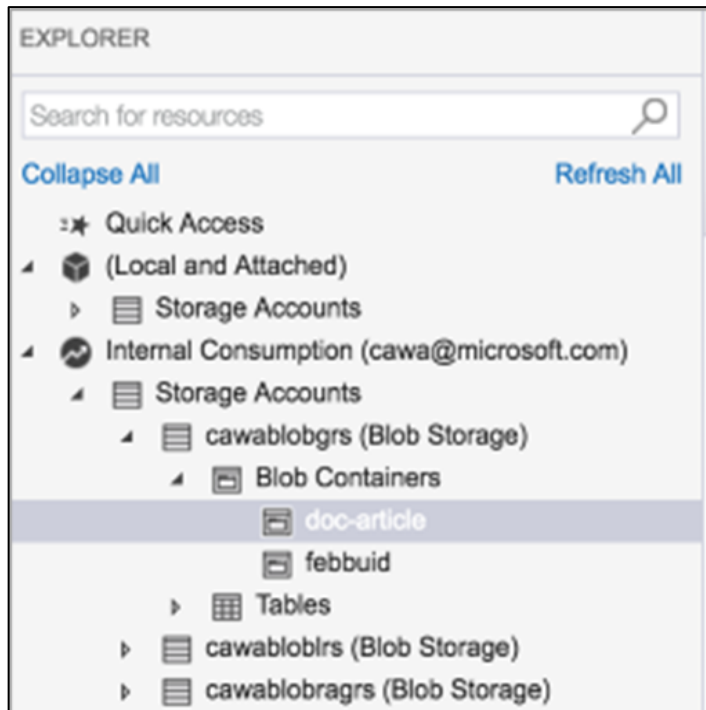 EXPLORER
Search for resources
Collapse All Refresh All
Quick Access
(Local and Attached)
Storage Accounts
Internal Consumption (cawa@microsoft.com)
Storage Accounts
cawablobgrs (Blob Storage)
Blob Containers
doc-article
febbuid
Tables
cawabloblrs (Blob Storage)
cawablobragrs (Blob Storage)